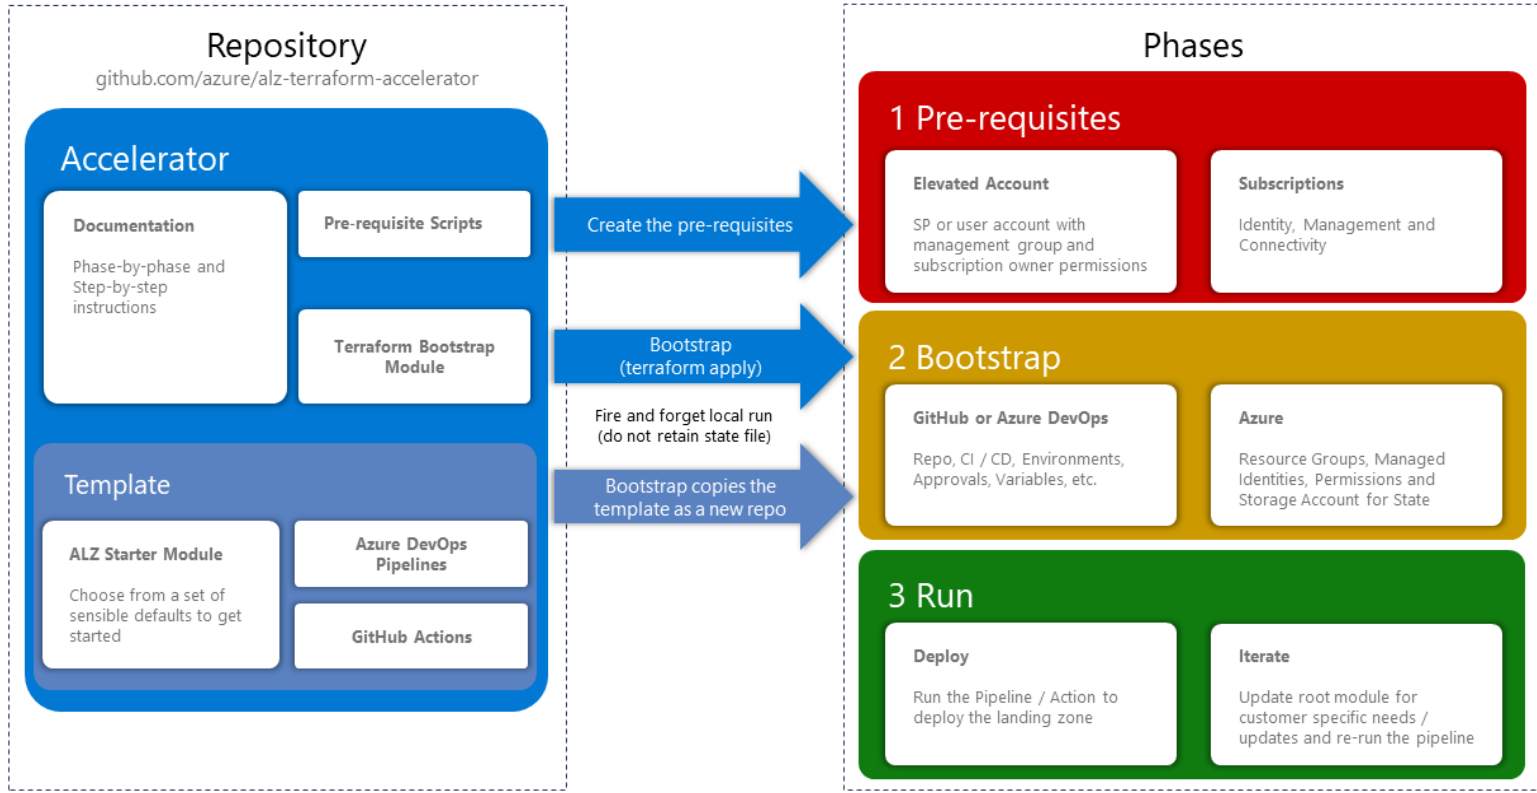 Repository
github.com/azure/alz-terraform-accelerator
Accelerator
Documentation
Phase-by-phase and
Step-by-step
instructions
Pre-requisite Scripts
Terraform Bootstrap
Module
Template
ALZ Starter Module
Choose from a set of
sensible defaults to get
started
Azure DevOps
Pipelines
GitHub Actions
Create the pre-requisites
Bootstrap
(terraform apply)
Fire and forget local run
(do not retain state file)
Bootstrap copies the
template as a new repo
Phases
1 Pre-requisites
Elevated Account
SP or user account with
management group and
subscription owner permissions
Subscriptions
Identity, Management and
Connectivity
2 Bootstrap
GitHub or Azure DevOps
Repo, CI / CD, Environments,
Approvals, Variables, etc.
Azure
Resource Groups, Managed
Identities, Permissions and
Storage Account for State
3 Run
Deploy
Run the Pipeline / Action to
deploy the landing zone
Iterate
Update root module for
customer specific needs /
updates and re-run the pipeline